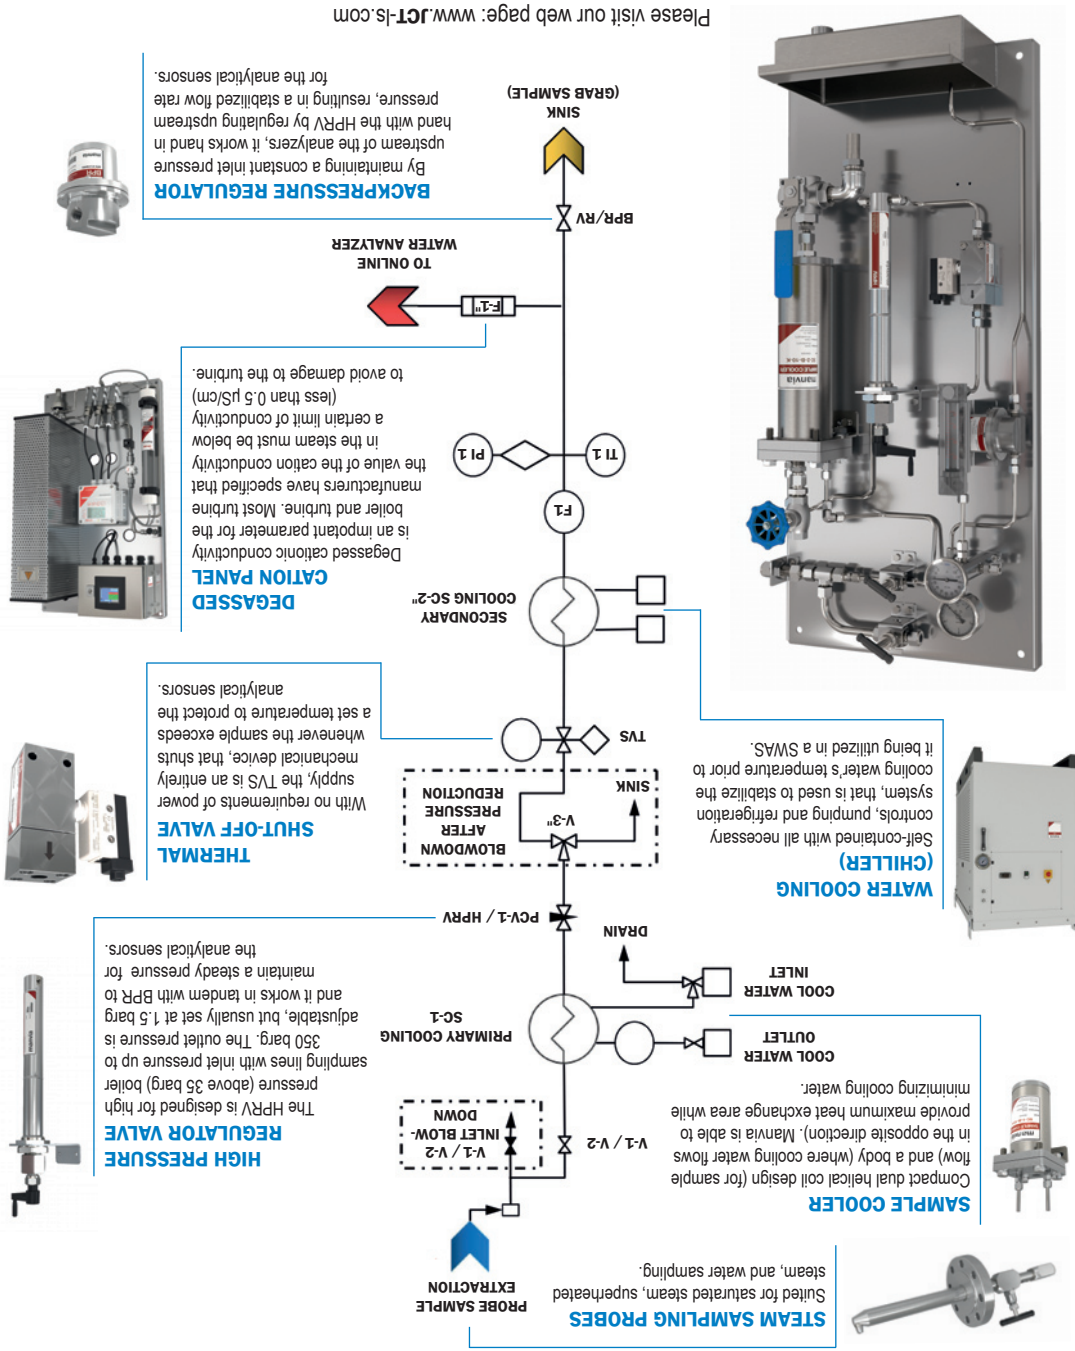 STEAM SAMPLING PROBES
Suited for saturated steam, superheated
steam, and water sampling.
PROBE SAMPLE
EXTRACTION
SAMPLE COOLER
Compact dual helical coil design (for sample
flow) and a body (where cooling water flows
in the opposite direction). Manvia is able to
provide maximum heat exchange area while
minimizing cooling water.
V-1 / V-2
INLET BLOW-
DOWN
V-1 / V-2
HIGH PRESSURE
REGULATOR VALVE
The HPRV is designed for high
pressure (above 35 barg) boiler
sampling lines with inlet pressure up to
350 barg. The outlet pressure is
adjustable, but usually set at 1.5 barg
and it works in tandem with BPR to
maintain a steady pressure for
the analytical sensors.
COOL WATER
OUTLET
COOL WATER
INLET
PRIMARY COOLING
SC-1
DRAIN
PCV-1 / HPRV
WATER COOLING
(CHILLER)
Self-contained with all necessary
controls, pumping and refrigeration
system, that is used to stabilize the
cooling water's temperature prior to
it being utilized in a SWAS.
BLOWDOWN
AFTER
PRESSURE
REDUCTION
V-3"
SINK
THERMAL
SHUT-OFF VALVE
With no requirements of power
supply, the TVS is an entirely
mechanical device, that shuts
whenever the sample exceeds
a set temperature to protect the
analytical sensors.
TVS
SECONDARY
COOLING SC-2"
DEGASSED
CATION PANEL
Degassed cationic conductivity
is an impotant parameter for the
boiler and turbine. Most turbine
manufacturers have specified that
the value of the cation conductivity
in the steam must be below
a certain limit of conductivity
(less than 0.5 µS/cm)
to avoid damage to the turbine.
F1
TI 1
PI 1
F-1"
TO ONLINE
WATER ANALYZER
BPR/RV
BACKPRESSURE REGULATOR
By maintaining a constant inlet pressure
upstream of the analyzers, it works hand in
hand with the HPRV by regulating upstream
pressure, resulting in a stabilized flow rate
for the analytical sensors.
SINK
(GRAB SAMPLE)
manvia
SAMPLE COOLER
BPR
Please visit our web page: www.JCT-ls.com